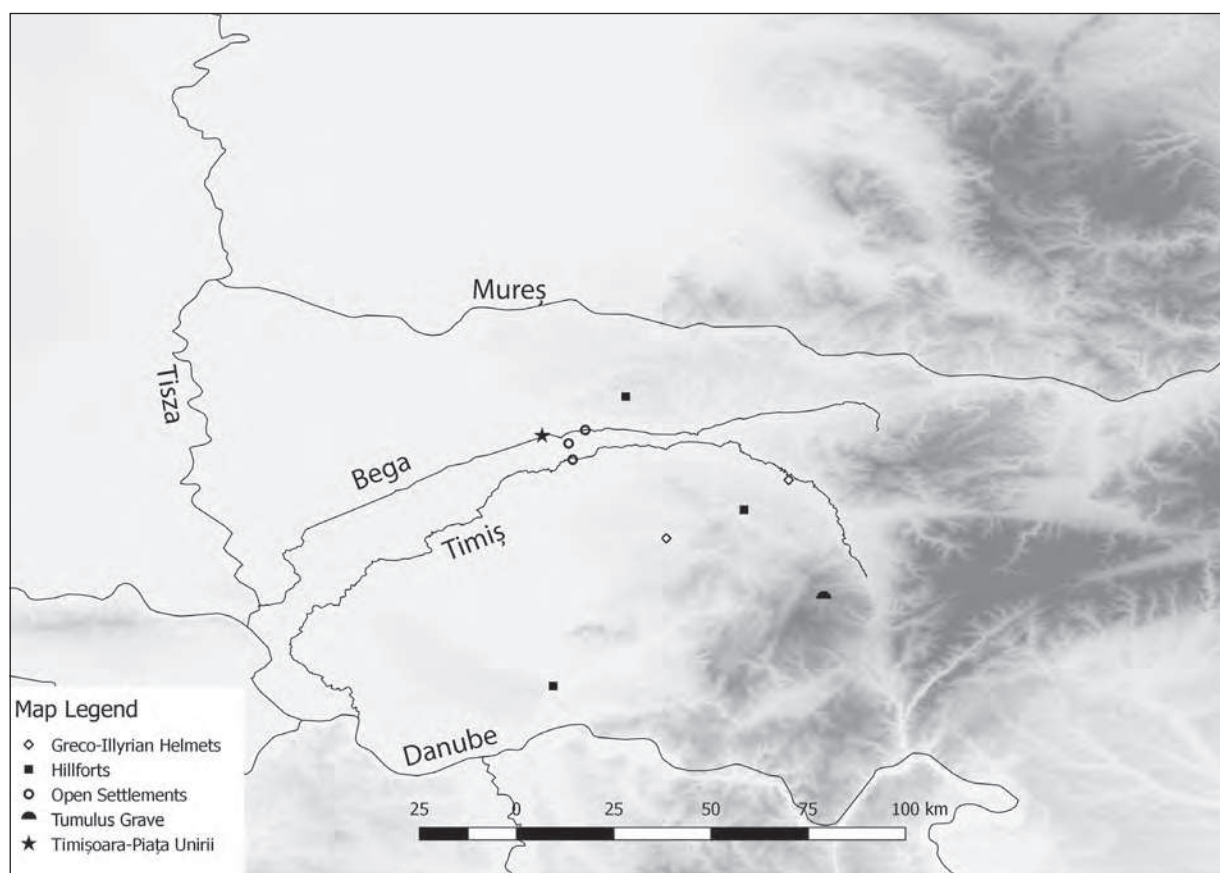 Mureș
Tisza
Bega
Timiș
Danube
Map Legend
Greco-Illyrian Helmets
Hillforts
Open Settlements
Tumulus Grave
Timișoara-Piața Unirii
25 0 25 50 75 100 km